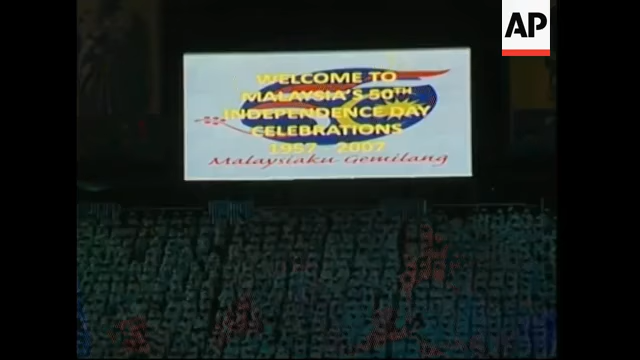 AP
WELCOME TO
MALAYSIA'S 50TH
INDEPENDENCE DAY
CELEBRATIONS
1957 2007
Malaysiaku Gemilang